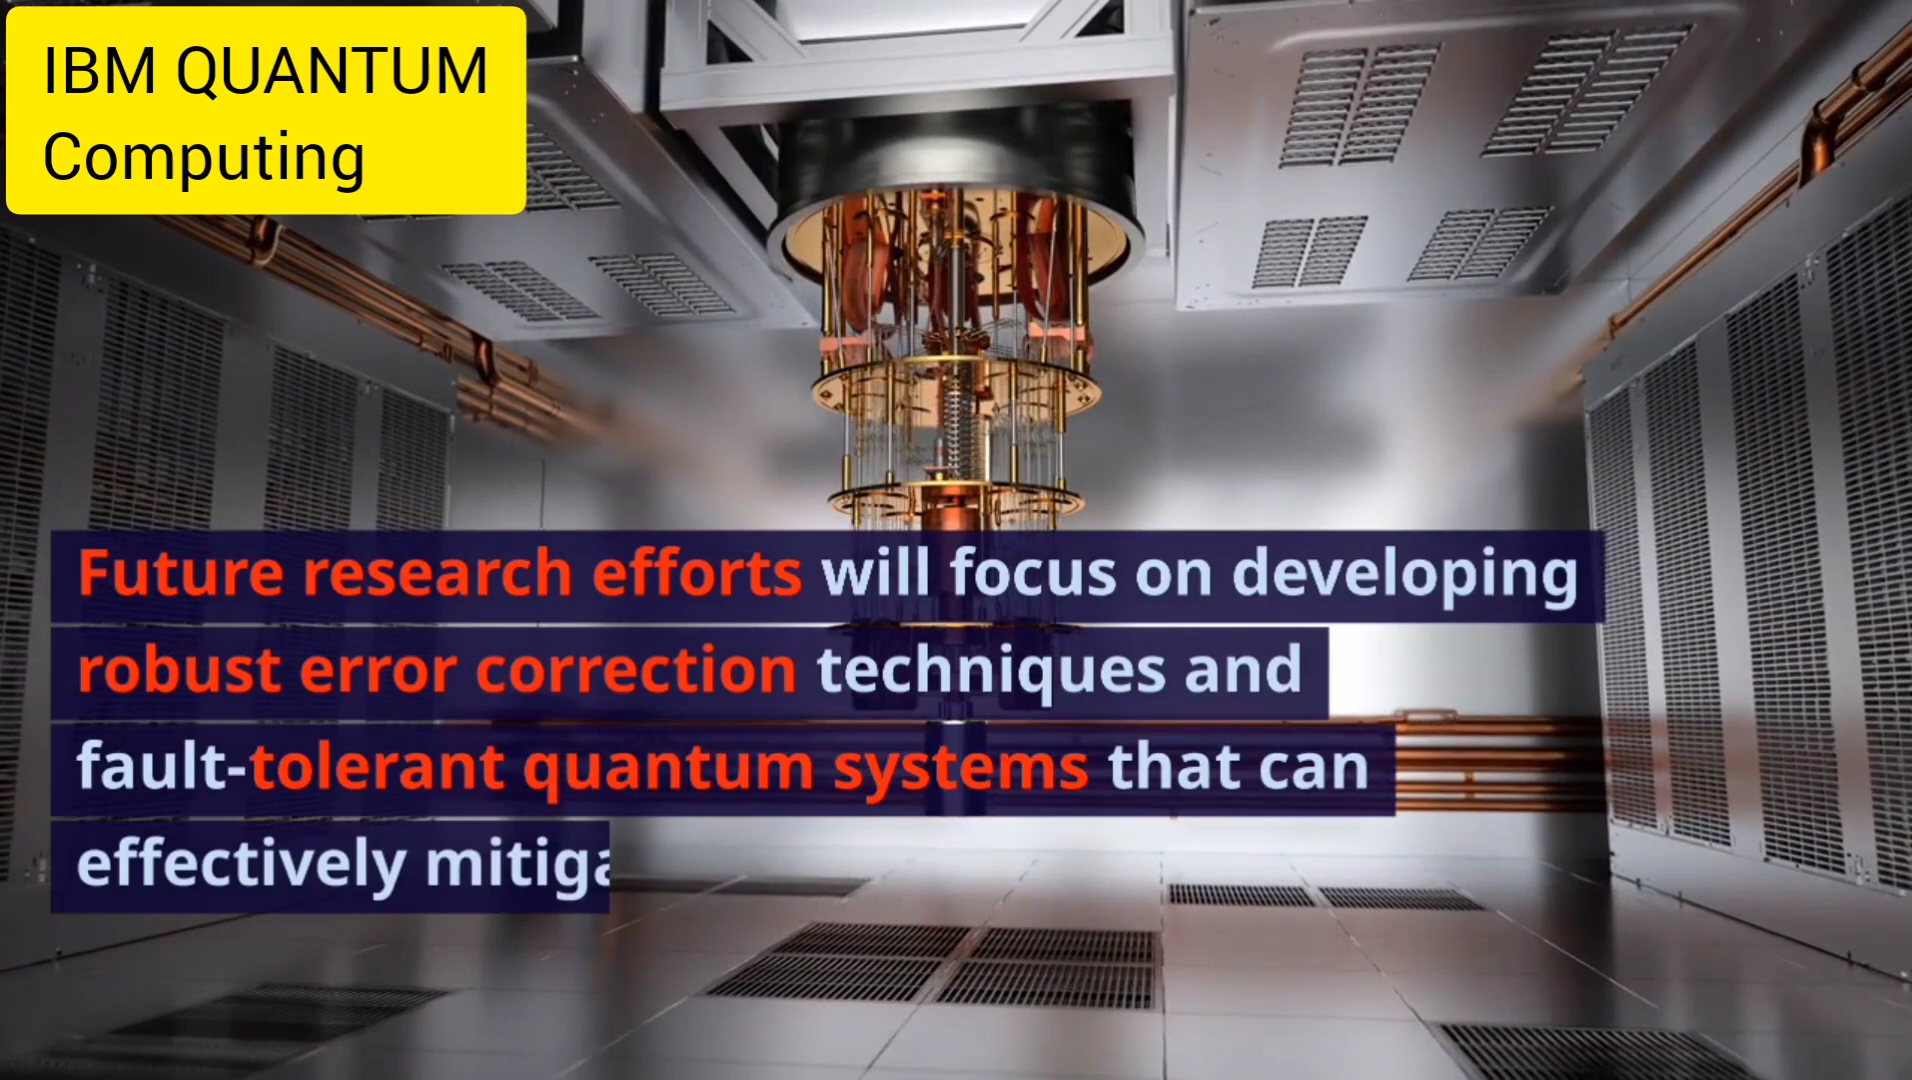 IBM QUANTUM
Computing
Future research efforts will focus on developing
robust error correction techniques and
fault-tolerant quantum systems that can
effectively